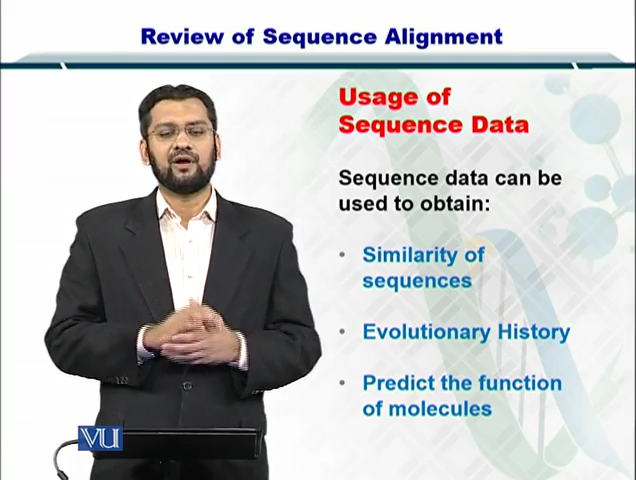 Review of Sequence Alignment
Usage of
Sequence Data
Sequence data can be
used to obtain:
• Similarity of
sequences
• Evolutionary History
• Predict the function
of molecules
VU